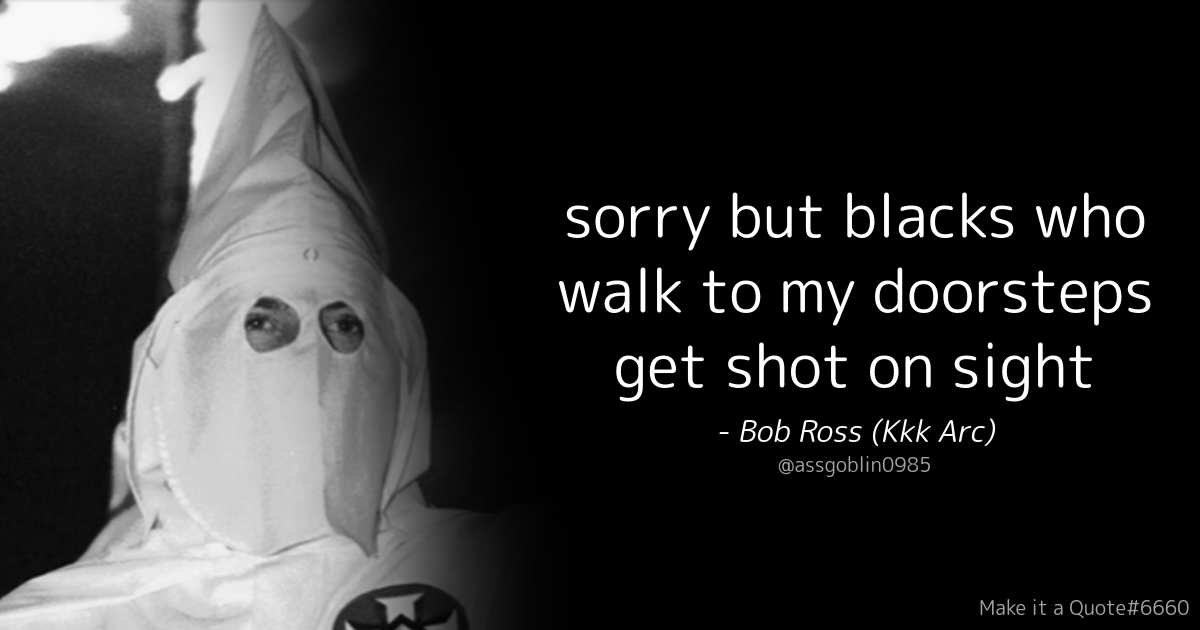 sorry but blacks who
walk to my doorsteps
get shot on sight
- Bob Ross (Kkk Arc)
@assgoblin0985
Make it a Quote#6660